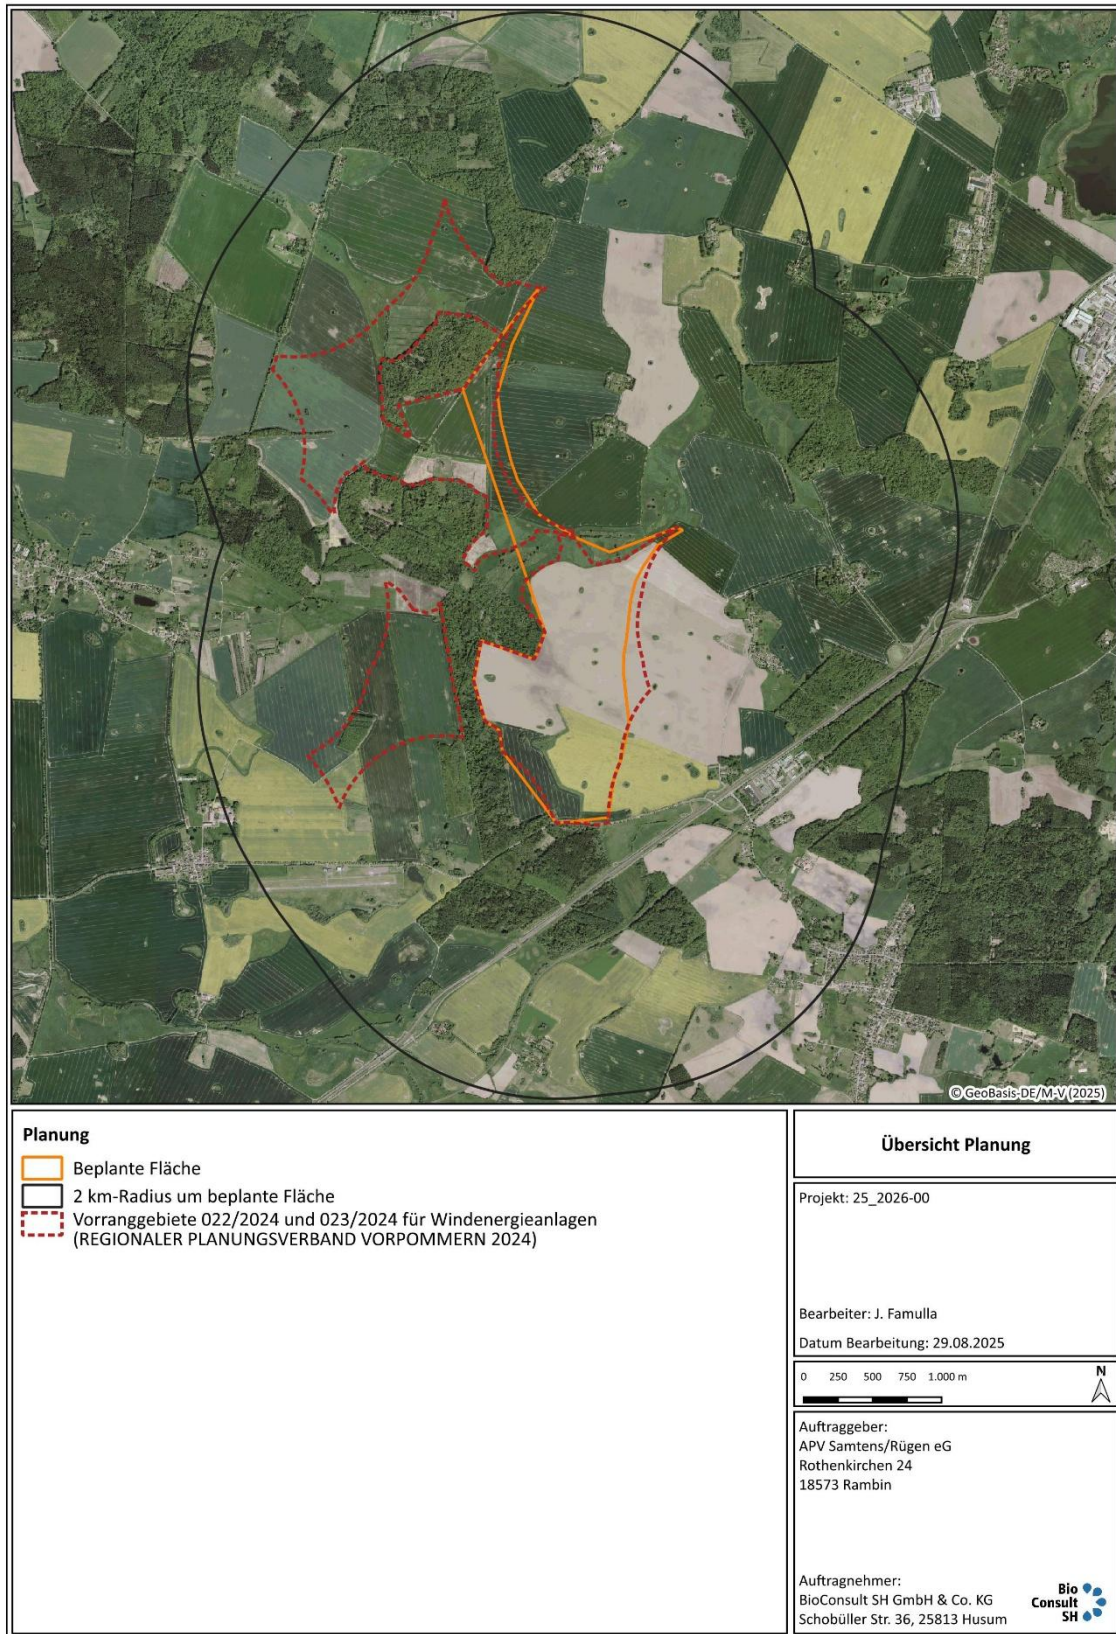 © GeoBasis-DE/M-V (2025)
Planung
Beplante Fläche
2 km-Radius um beplante Fläche
Vorranggebiete 022/2024 und 023/2024 für Windenergieanlagen
(REGIONALER PLANUNGSVERBAND VORPOMMERN 2024)
Übersicht Planung
Projekt: 25_2026-00
Bearbeiter: J. Famulla
Datum Bearbeitung: 29.08.2025
0 250 500 750 1.000 m
N
Auftraggeber:
APV Samtens/Rügen eG
Rothenkirchen 24
18573 Rambin
Auftragnehmer:
BioConsult SH GmbH & Co. KG
Schobüller Str. 36, 25813 Husum
Bio
Consult
SH